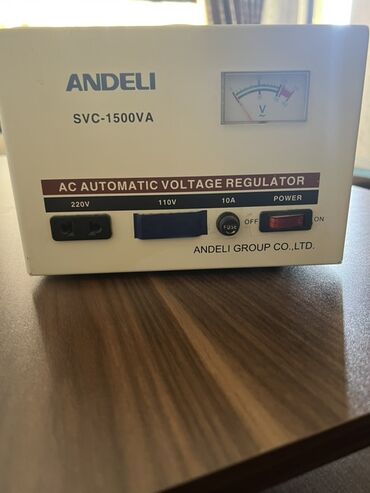 ANDELI
SVC-1500VA
V
AC AUTOMATIC VOLTAGE REGULATOR
220V 110V 10A POWER
FUSE OFF ON
ANDELI GROUP CO.,LTD.